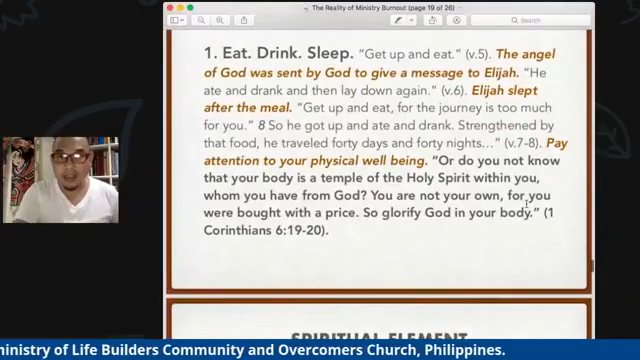 The Reality of Ministry Burnout (page 19 of 26)
Search
1. Eat. Drink. Sleep. “Get up and eat.” (v.5). The angel
of God was sent by God to give a message to Elijah. “He
ate and drank and then lay down again.” (v.6). Elijah slept
after the meal. “Get up and eat, for the journey is too much
for you.” 8 So he got up and ate and drank. Strengthened by
that food, he traveled forty days and forty nights…” (v.7-8). Pay
attention to your physical well being. “Or do you not know
that your body is a temple of the Holy Spirit within you,
whom you have from God? You are not your own, for you
were bought with a price. So glorify God in your body.” (1
Corinthians 6:19-20).
SPIRITUAL ELEMENT
ministry of Life Builders Community and Overcomers Church, Philippines.